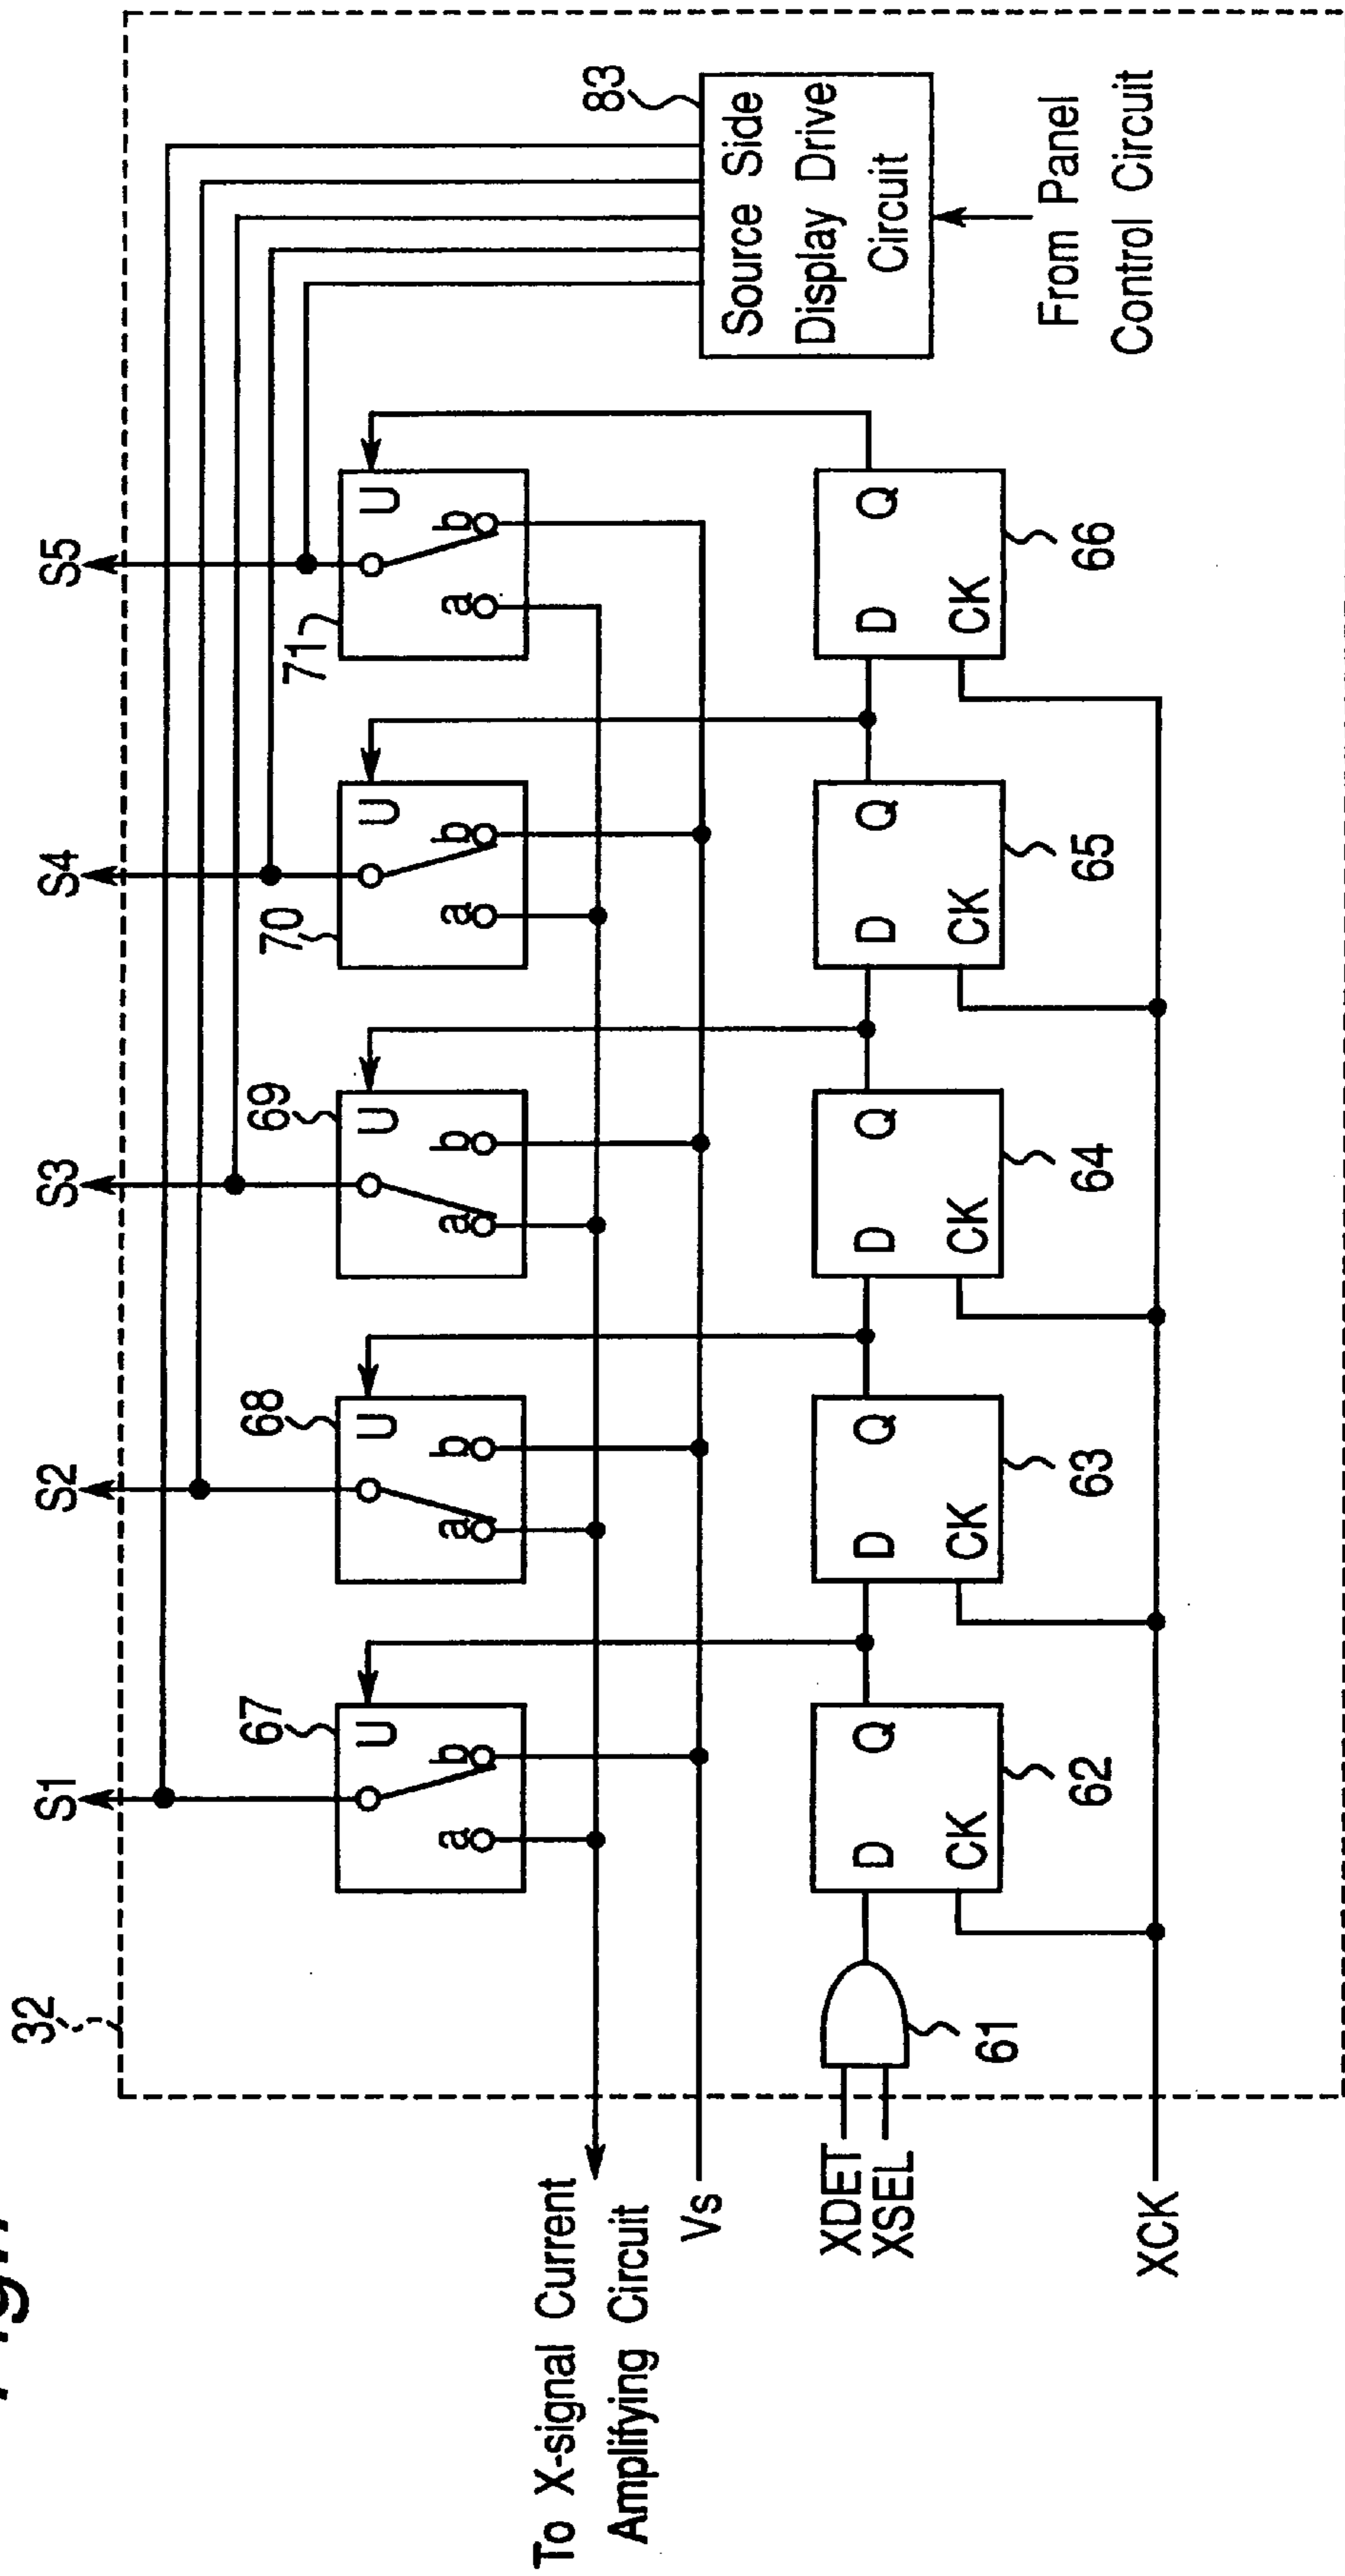 32
S1
S2
S3
S4
S5
67
U
a
b
68
U
a
b
69
U
a
b
70
U
a
b
71
U
a
b
83
Source Side
Display Drive
Circuit
From Panel
Control Circuit
To X-signal Current
Amplifying Circuit
Vs
XDET
XSEL
61
D
Q
CK
62
D
Q
CK
63
D
Q
CK
64
D
Q
CK
65
D
Q
CK
66
XCK